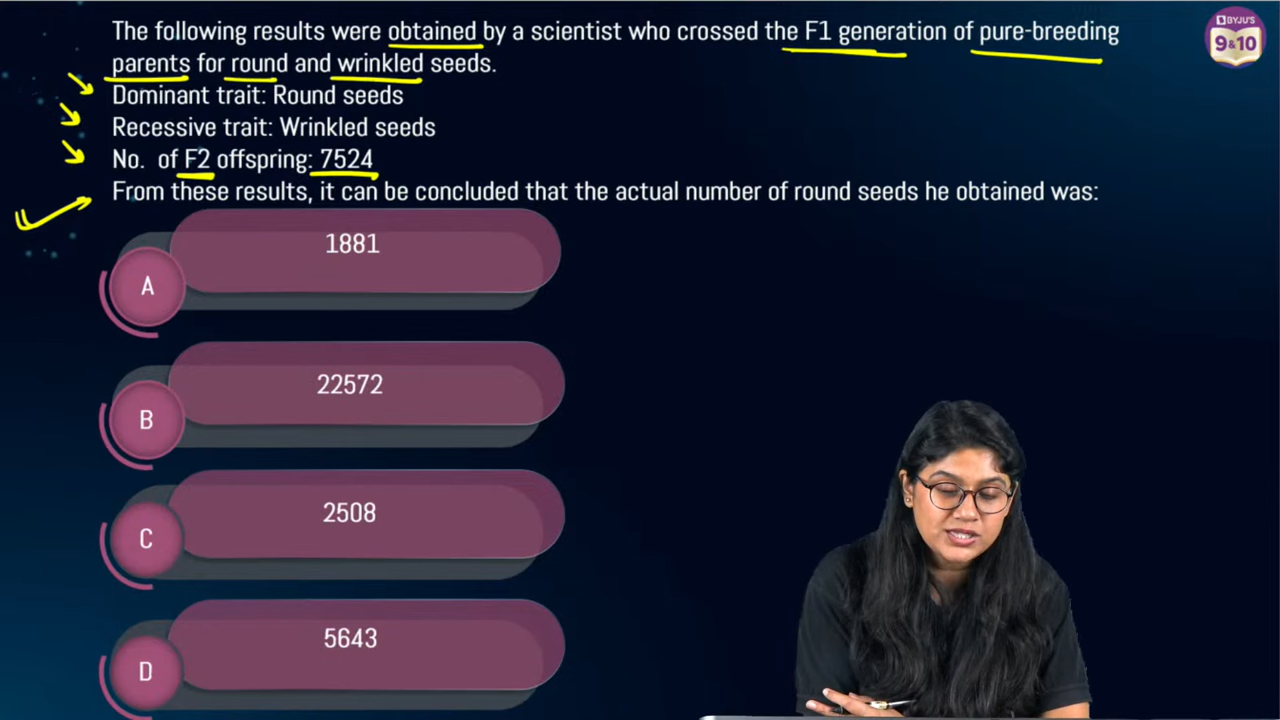 The following results were obtained by a scientist who crossed the F1 generation of pure-breeding
parents for round and wrinkled seeds.
Dominant trait: Round seeds
Recessive trait: Wrinkled seeds
No. of F2 offspring: 7524
From these results, it can be concluded that the actual number of round seeds he obtained was:
A
1881
B
22572
C
2508
D
5643
BYJU'S
9&10